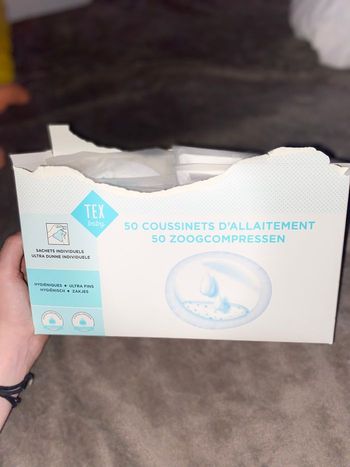 TEX
baby
50 COUSSINETS D'ALLAITEMENT
50 ZOOGCOMPRESSEN
SACHETS INDIVIDUELS
ULTRA DUNNE INDIVIDUELE
HYGIÉNIQUES • ULTRA FINS
HYGIËNISCH • ZAKJES